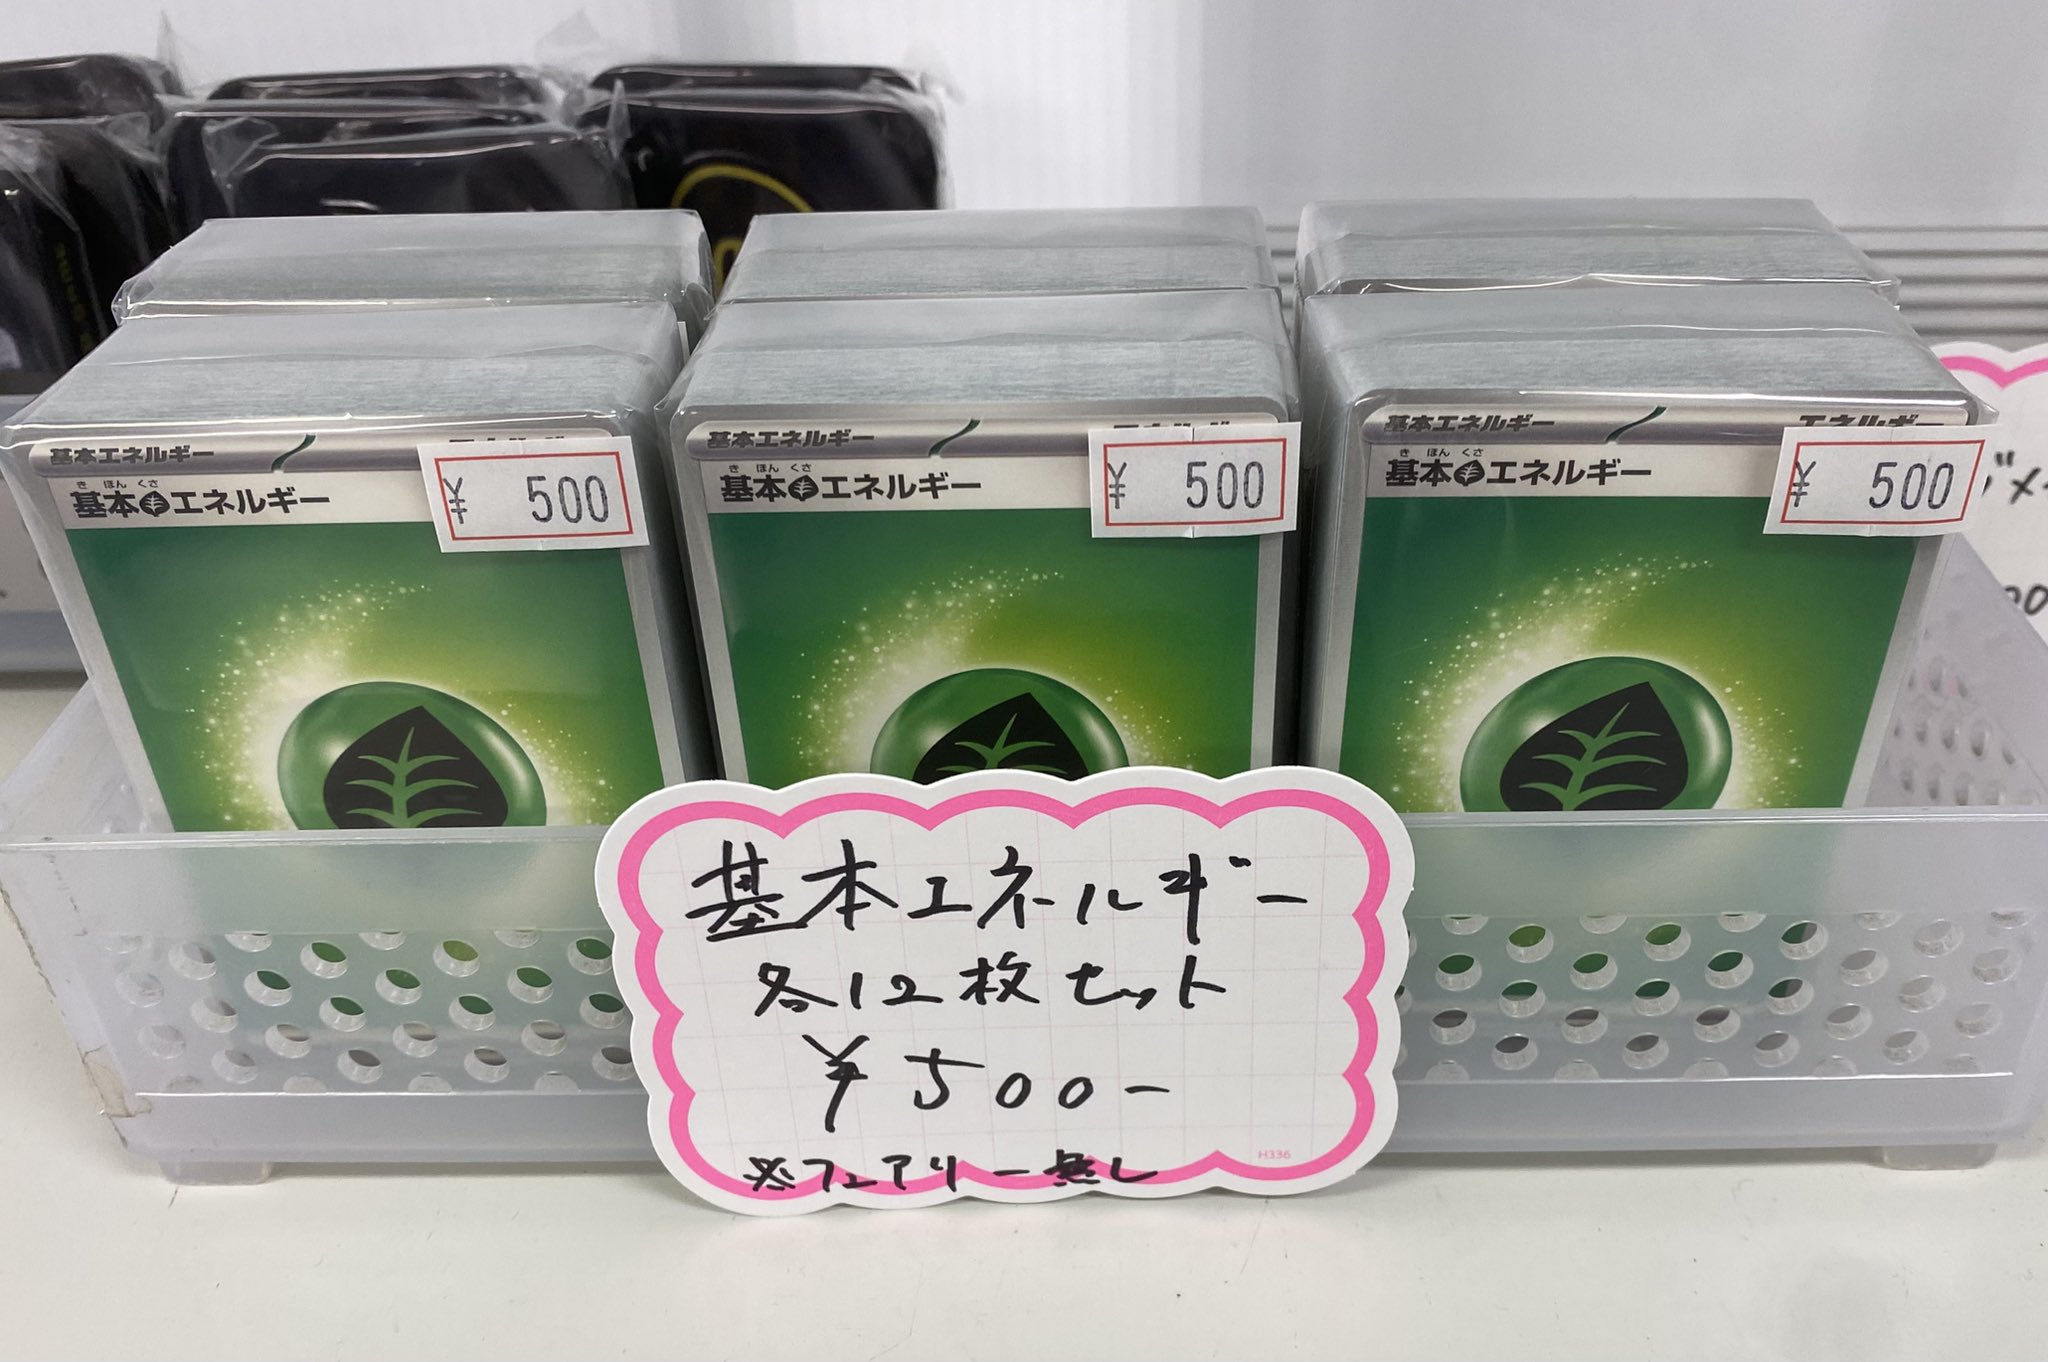 基本エネルギー
きほん くさ
基本エネルギー
¥ 500
基本エネルギー
きほん くさ
基本エネルギー
¥ 500
基本エネルギー
エネルギー
きほん くさ
基本エネルギー
¥ 500
基本エネルギー
各12枚セット
¥500-
※フェアリー無し
H336